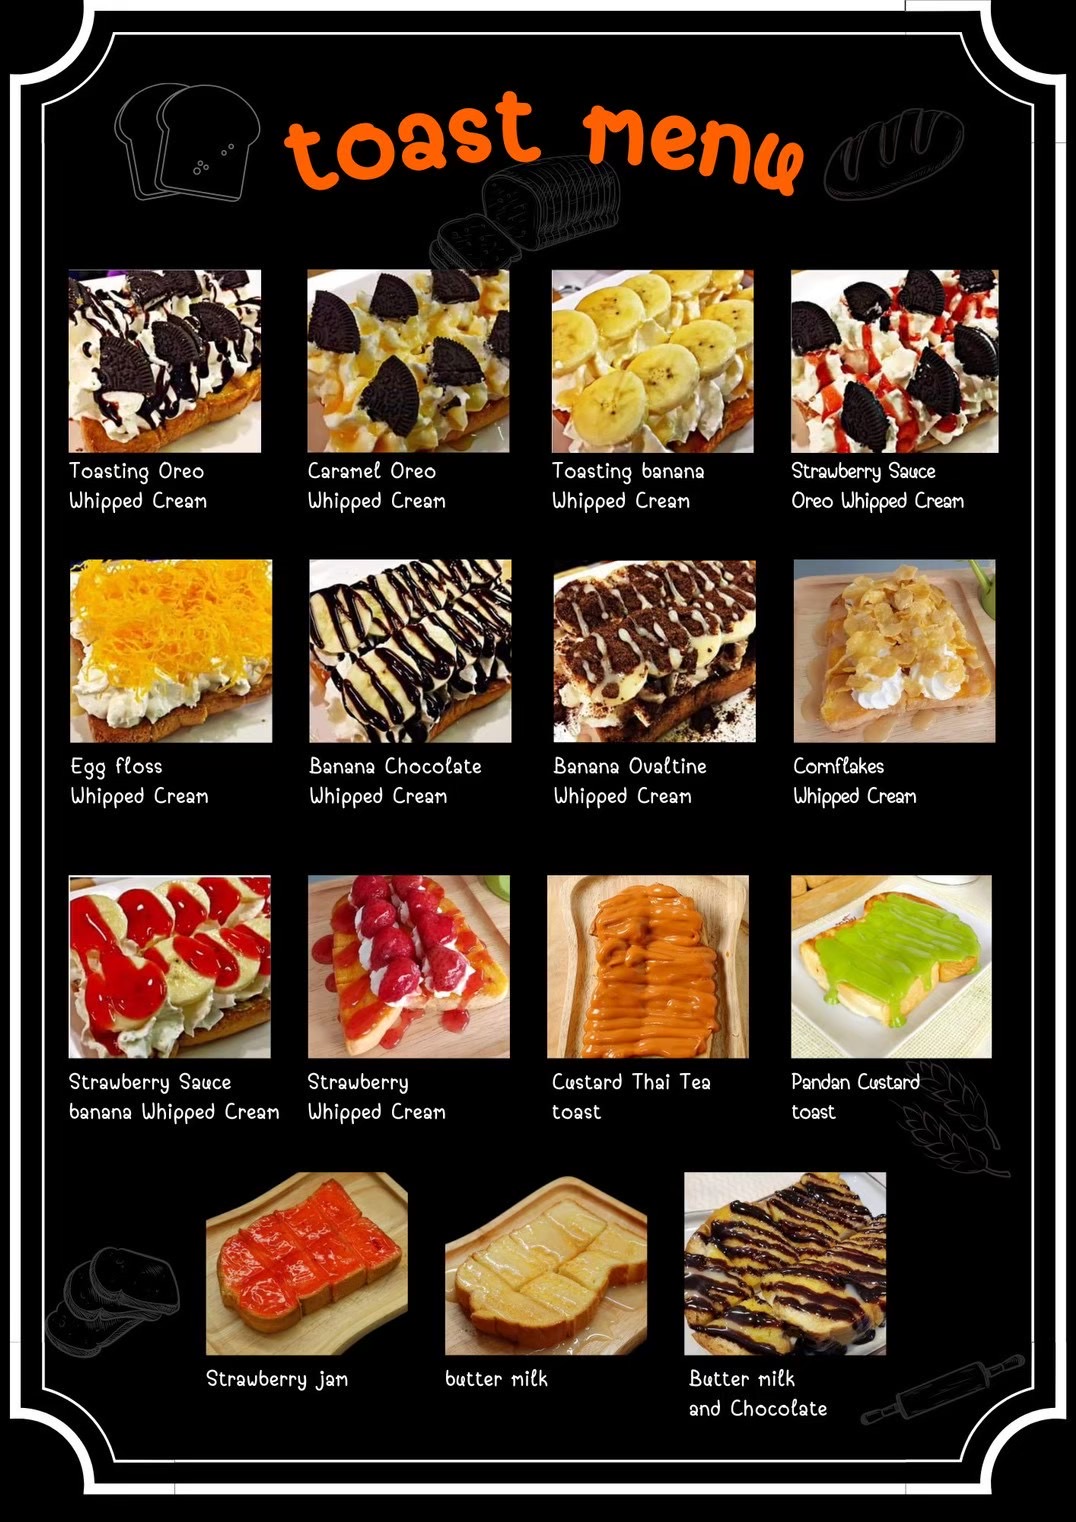 toast menu
Toasting Oreo
Whipped Cream
Caramel Oreo
Whipped Cream
Toasting banana
Whipped Cream
Strawberry Sauce
Oreo Whipped Cream
Egg floss
Whipped Cream
Banana Chocolate
Whipped Cream
Banana Ovaltine
Whipped Cream
Cornflakes
Whipped Cream
Strawberry Sauce
banana Whipped Cream
Strawberry
Whipped Cream
Custard Thai Tea
toast
Pandan Custard
toast
Strawberry jam
butter milk
Butter milk
and Chocolate